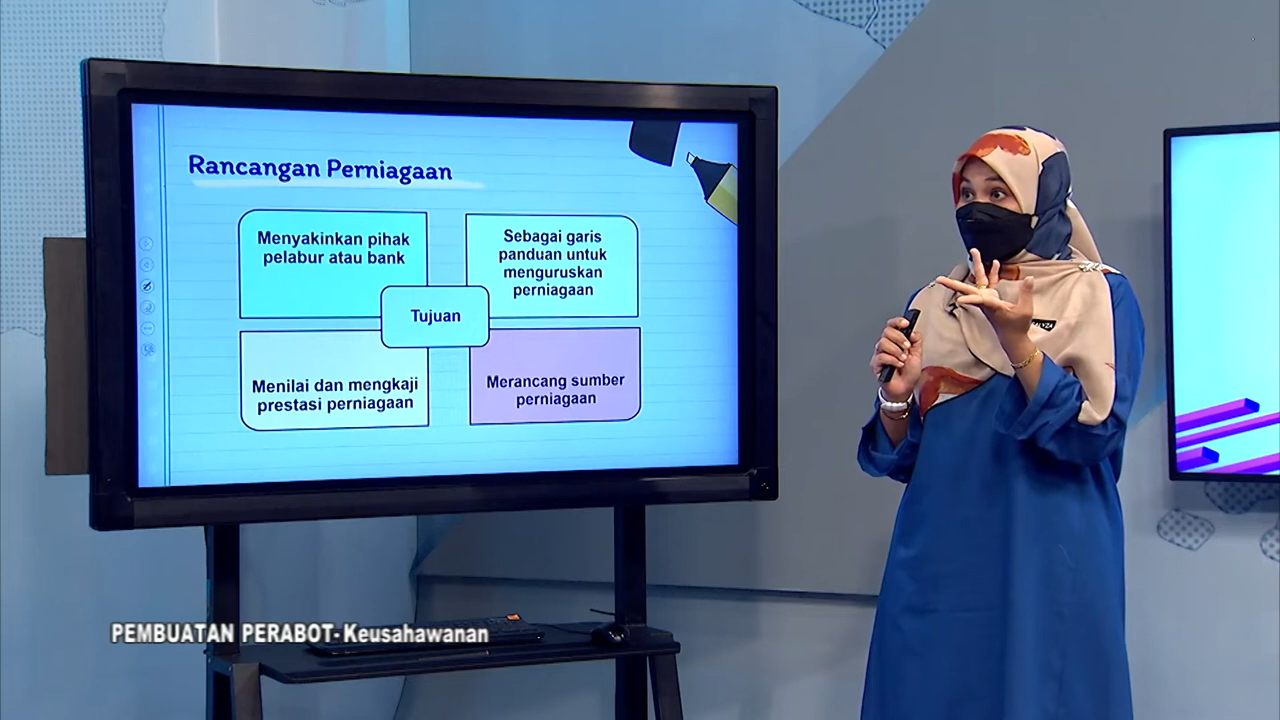 Rancangan Perniagaan
Menyakinkan pihak
pelabur atau bank
Sebagai garis
panduan untuk
menguruskan
perniagaan
Tujuan
Menilai dan mengkaji
prestasi perniagaan
Merancang sumber
perniagaan
PEMBUATAN PERABOT- Keusahawanan